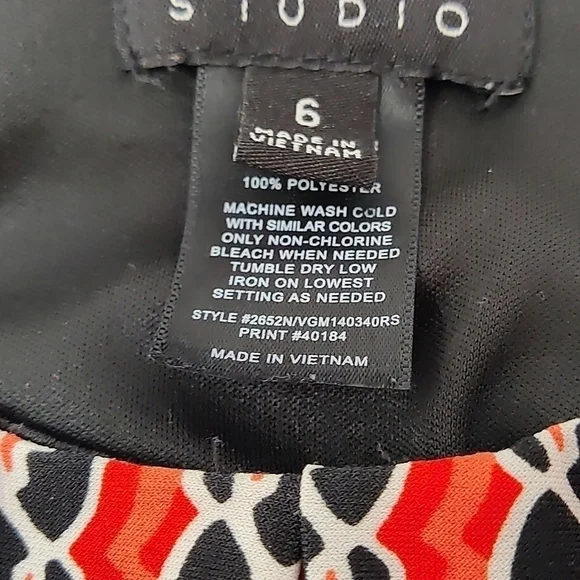 STUDIO
6
MADE IN
VIETNAM
100% POLYESTER
MACHINE WASH COLD
WITH SIMILAR COLORS
ONLY NON-CHLORINE
BLEACH WHEN NEEDED
TUMBLE DRY LOW
IRON ON LOWEST
SETTING AS NEEDED
STYLE #2652N/VGM140340RS
PRINT #40184
MADE IN VIETNAM